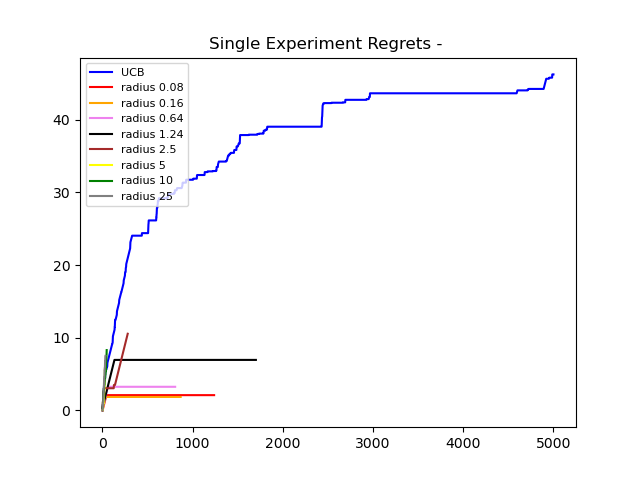 Single Experiment Regrets -
UCB
radius 0.08
radius 0.16
radius 0.64
radius 1.24
radius 2.5
radius 5
radius 10
radius 25
40
30
20
10
0
0 1000 2000 3000 4000 5000